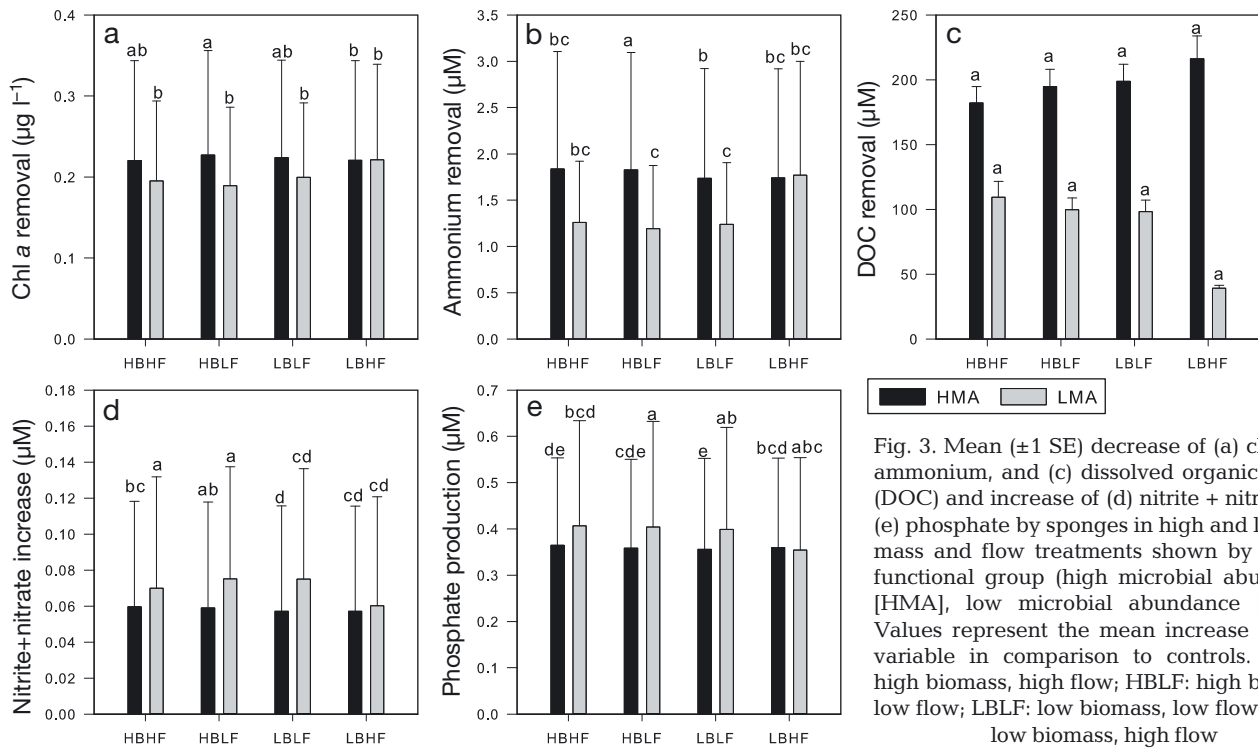 a
Chl a removal (µg l⁻¹)
0.4
0.3
0.2
0.1
0.0
ab b a b ab b b b
HBHF HBLF LBLF LBHF
b
Ammonium removal (µM)
3.5
3.0
2.5
2.0
1.5
1.0
0.5
0.0
bc bc a c b c bc bc
HBHF HBLF LBLF LBHF
c
DOC removal (µM)
250
200
150
100
50
0
a a a a a a a a
HBHF HBLF LBLF LBHF
HMA LMA
d
Nitrite+nitrate increase (µM)
0.18
0.16
0.14
0.12
0.10
0.08
0.06
0.04
0.02
0.00
bc a ab a d cd cd cd
HBHF HBLF LBLF LBHF
e
Phosphate production (µM)
0.7
0.6
0.5
0.4
0.3
0.2
0.1
0.0
de bcd cde a e ab bcd abc
HBHF HBLF LBLF LBHF
Fig. 3. Mean (±1 SE) decrease of (a)
ammonium, and (c) dissolved organic
(DOC) and increase of (d) nitrite +
(e) phosphate by sponges in high and
mass and flow treatments shown by
functional group (high microbial
[HMA], low microbial abundance
Values represent the mean increase
variable in comparison to controls.
high biomass, high flow; HBLF: high
low flow; LBLF: low biomass, low flow
low biomass, high flow